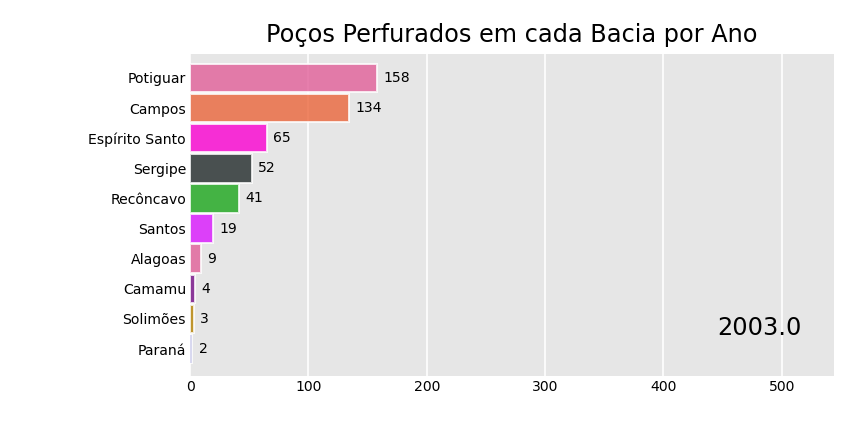 Poços Perfurados em cada Bacia por Ano
Potiguar 158
Campos 134
Espírito Santo 65
Sergipe 52
Recôncavo 41
Santos 19
Alagoas 9
Camamu 4
Solimões 3
2003.0
Paraná 2
0 100 200 300 400 500